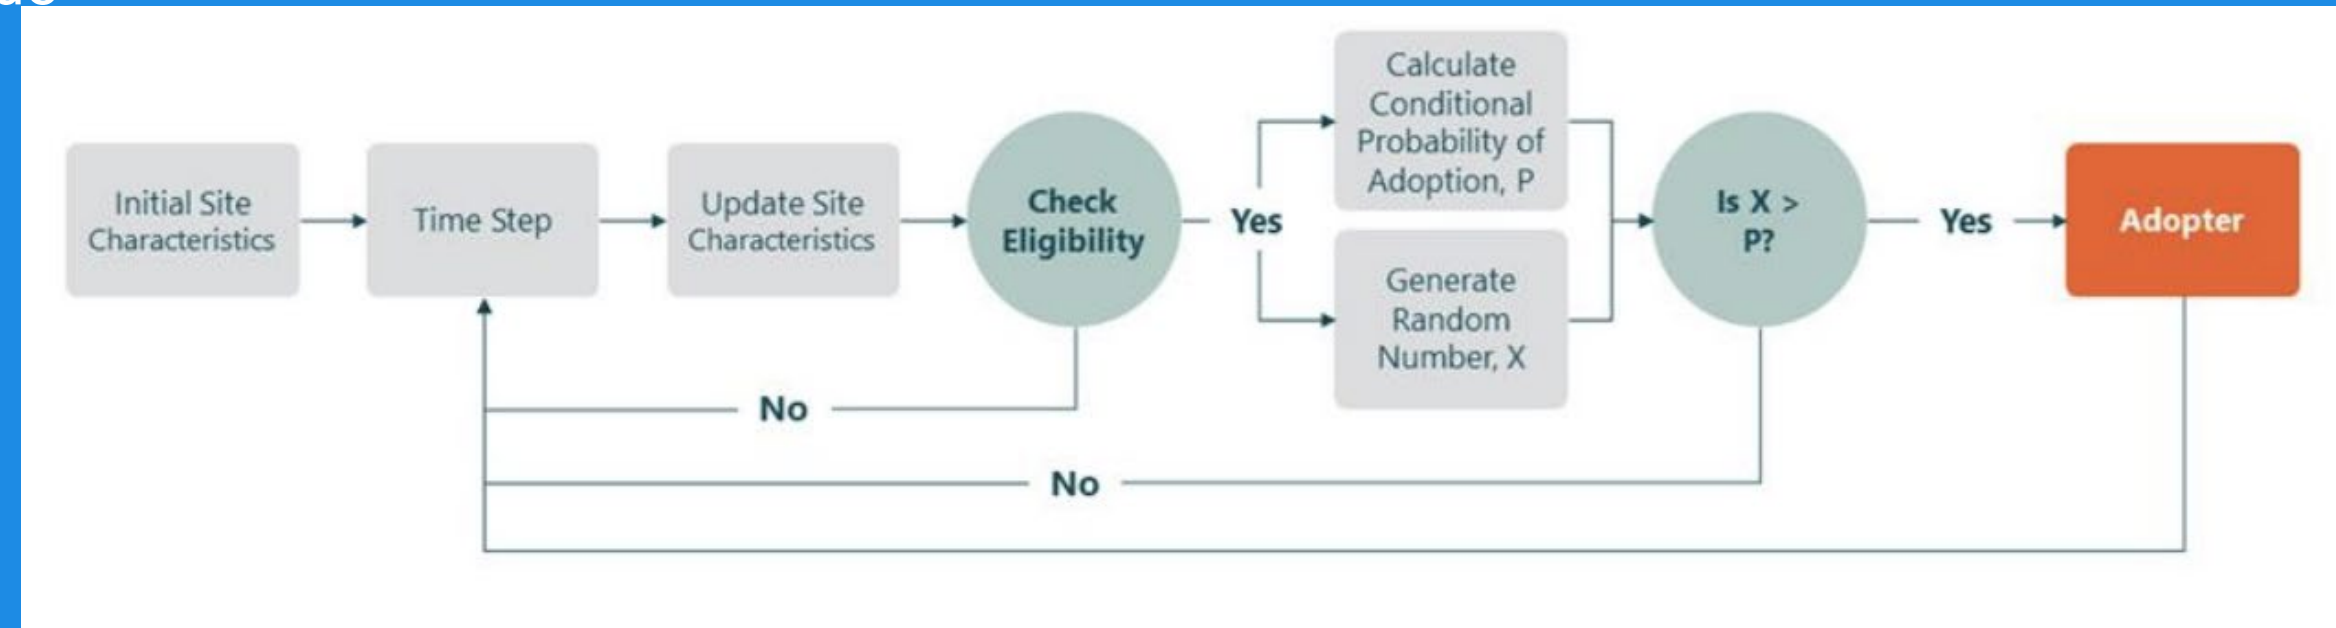 Initial Site
Characteristics
Time Step
Update Site
Characteristics
Check
Eligibility
Yes
Calculate
Conditional
Probability of
Adoption, P
Generate
Random
Number, X
Is X >
P?
Yes
Adopter
No
No